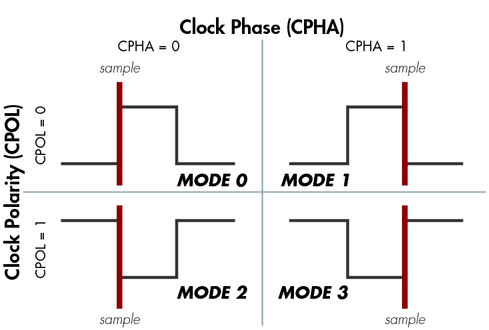 Clock Phase (CPHA)
CPHA = 0
CPHA = 1
sample
sample
Clock Polarity (CPOL)
CPOL = 0
MODE 0
MODE 1
CPOL = 1
MODE 2
MODE 3
sample
sample